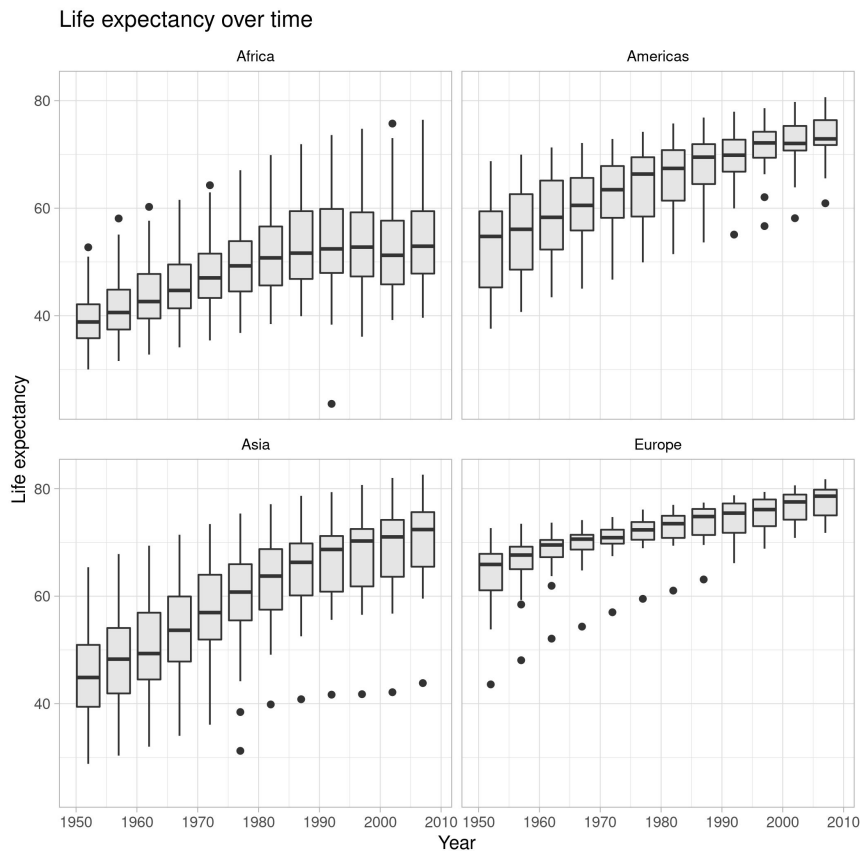 Life expectancy over time
Africa
Americas
80
60
40
Asia
Europe
80
60
40
Life expectancy
1950 1960 1970 1980 1990 2000 2010 1950 1960 1970 1980 1990 2000 2010
Year